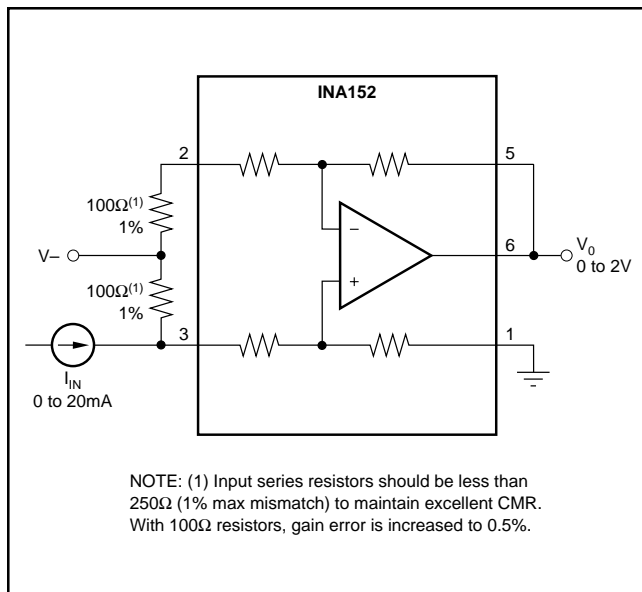 INA152
2
5
100Ω(1)
1%
V–
6
V0
0 to 2V
–
+
100Ω(1)
1%
3
1
IIN
0 to 20mA
NOTE: (1) Input series resistors should be less than
250Ω (1% max mismatch) to maintain excellent CMR.
With 100Ω resistors, gain error is increased to 0.5%.